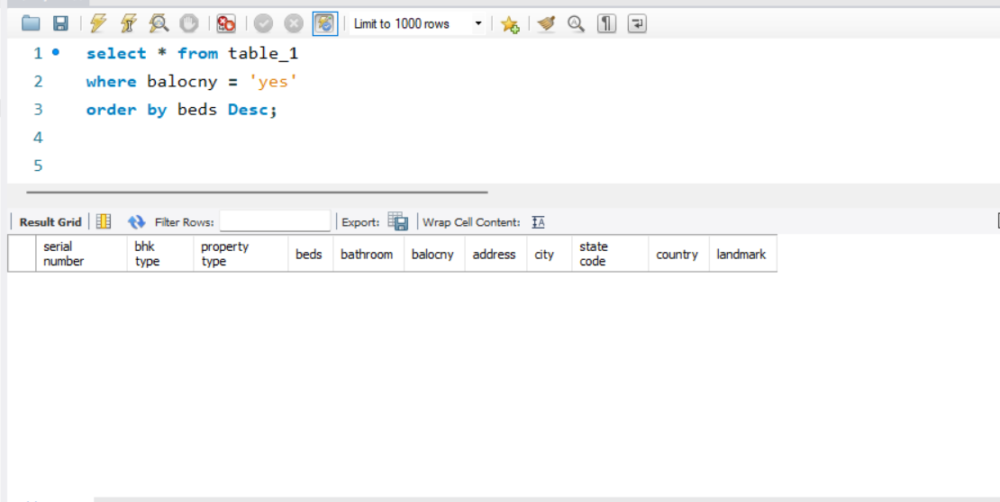 Limit to 1000 rows
1 select * from table_1
2 where balocny = 'yes'
3 order by beds Desc;
4
5
Result Grid Filter Rows: Export: Wrap Cell Content: IA
serial number bhk type property type beds bathroom balocny address city state code country landmark